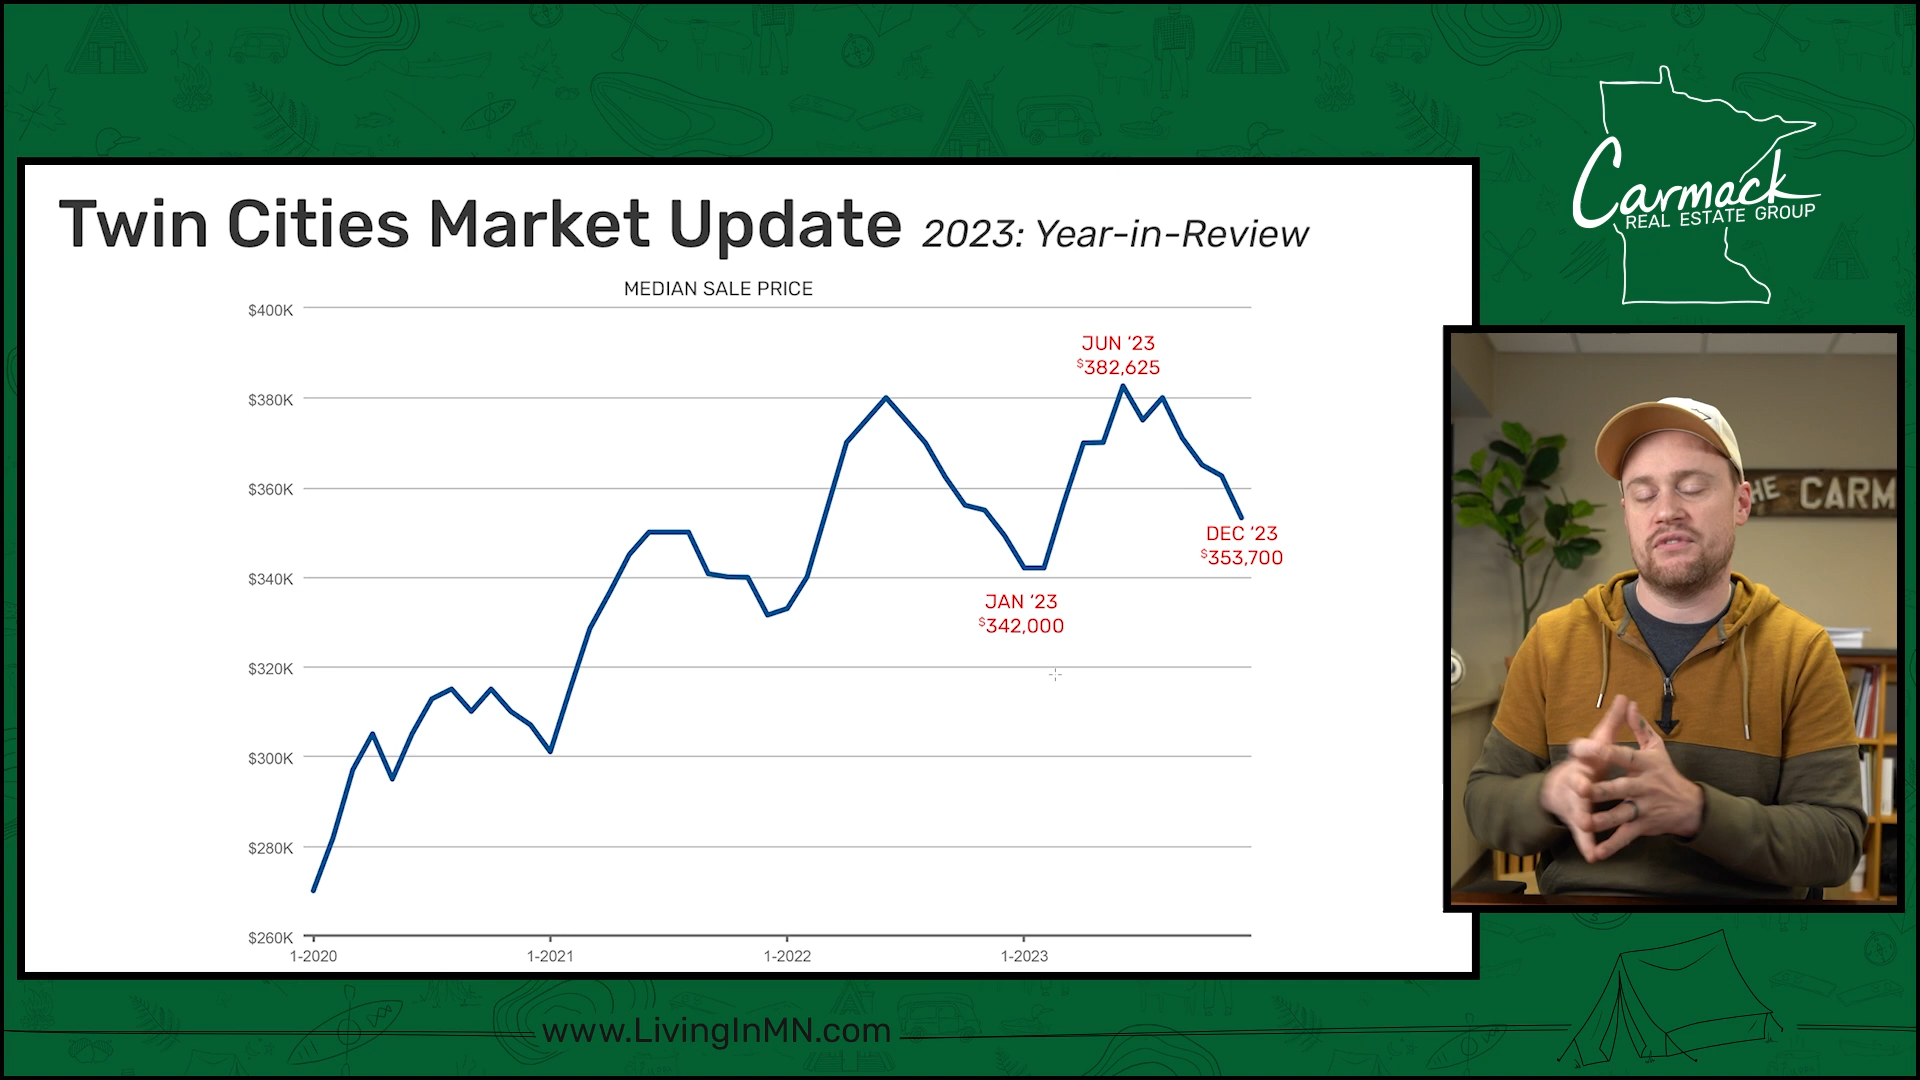 Twin Cities Market Update 2023: Year-in-Review
MEDIAN SALE PRICE
$400K
$380K
$360K
$340K
$320K
$300K
$280K
$260K
1-2020
1-2021
1-2022
1-2023
JUN ‘23
$382,625
DEC ‘23
$353,700
JAN ‘23
$342,000
Carmack
REAL ESTATE GROUP
THE CARM
www.LivingInMN.com